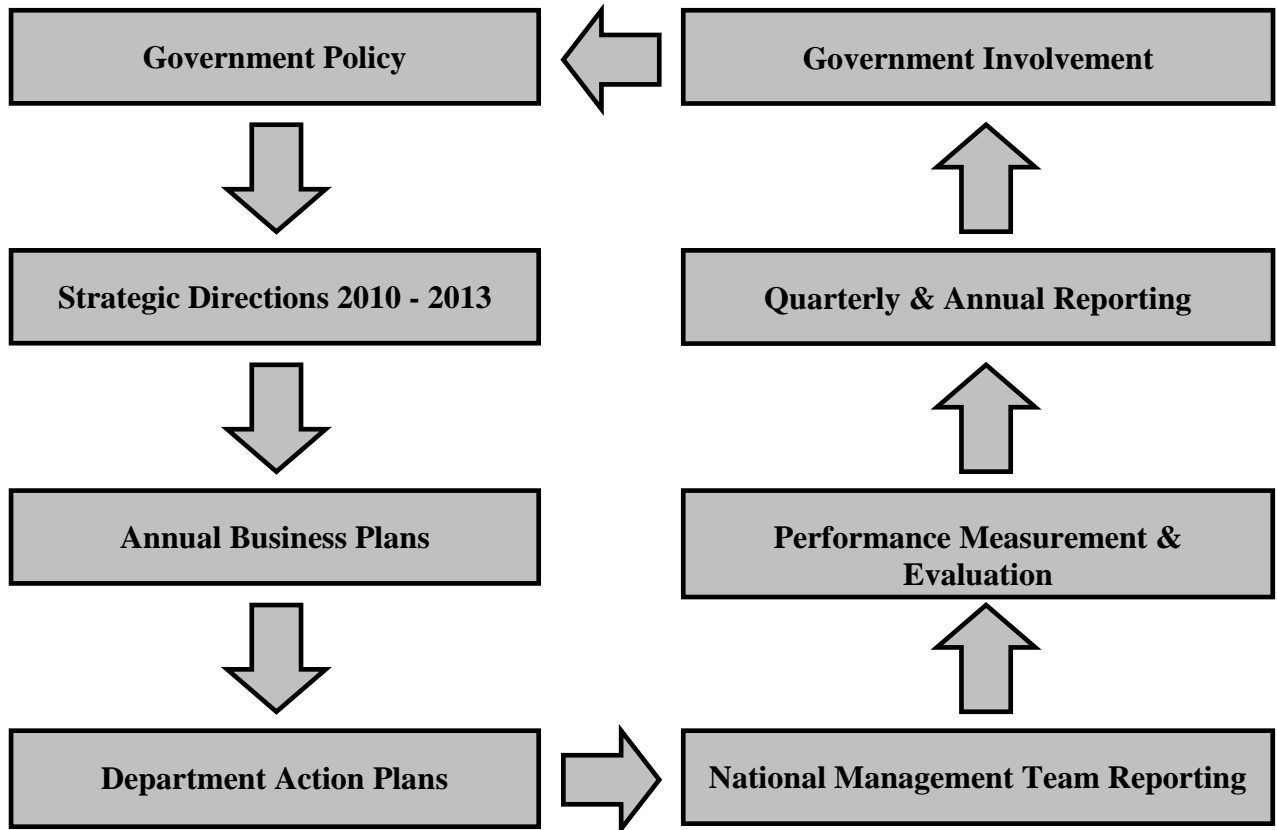 Government Policy
Government Involvement
Strategic Directions 2010 - 2013
Quarterly & Annual Reporting
Annual Business Plans
Performance Measurement &
Evaluation
Department Action Plans
National Management Team Reporting